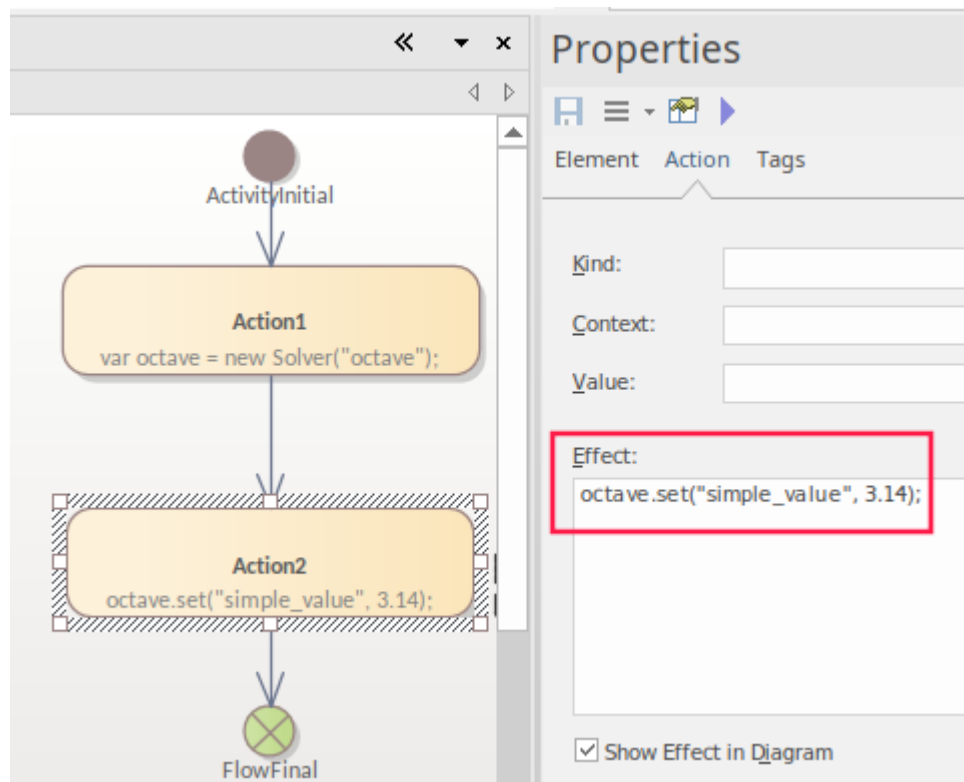 Properties
Element Action Tags
ActivityInitial
Action1
var octave = new Solver("octave");
Action2
octave.set("simple_value", 3.14);
FlowFinal
Kind:
Context:
Value:
Effect:
octave.set("simple_value", 3.14);
Show Effect in Diagram